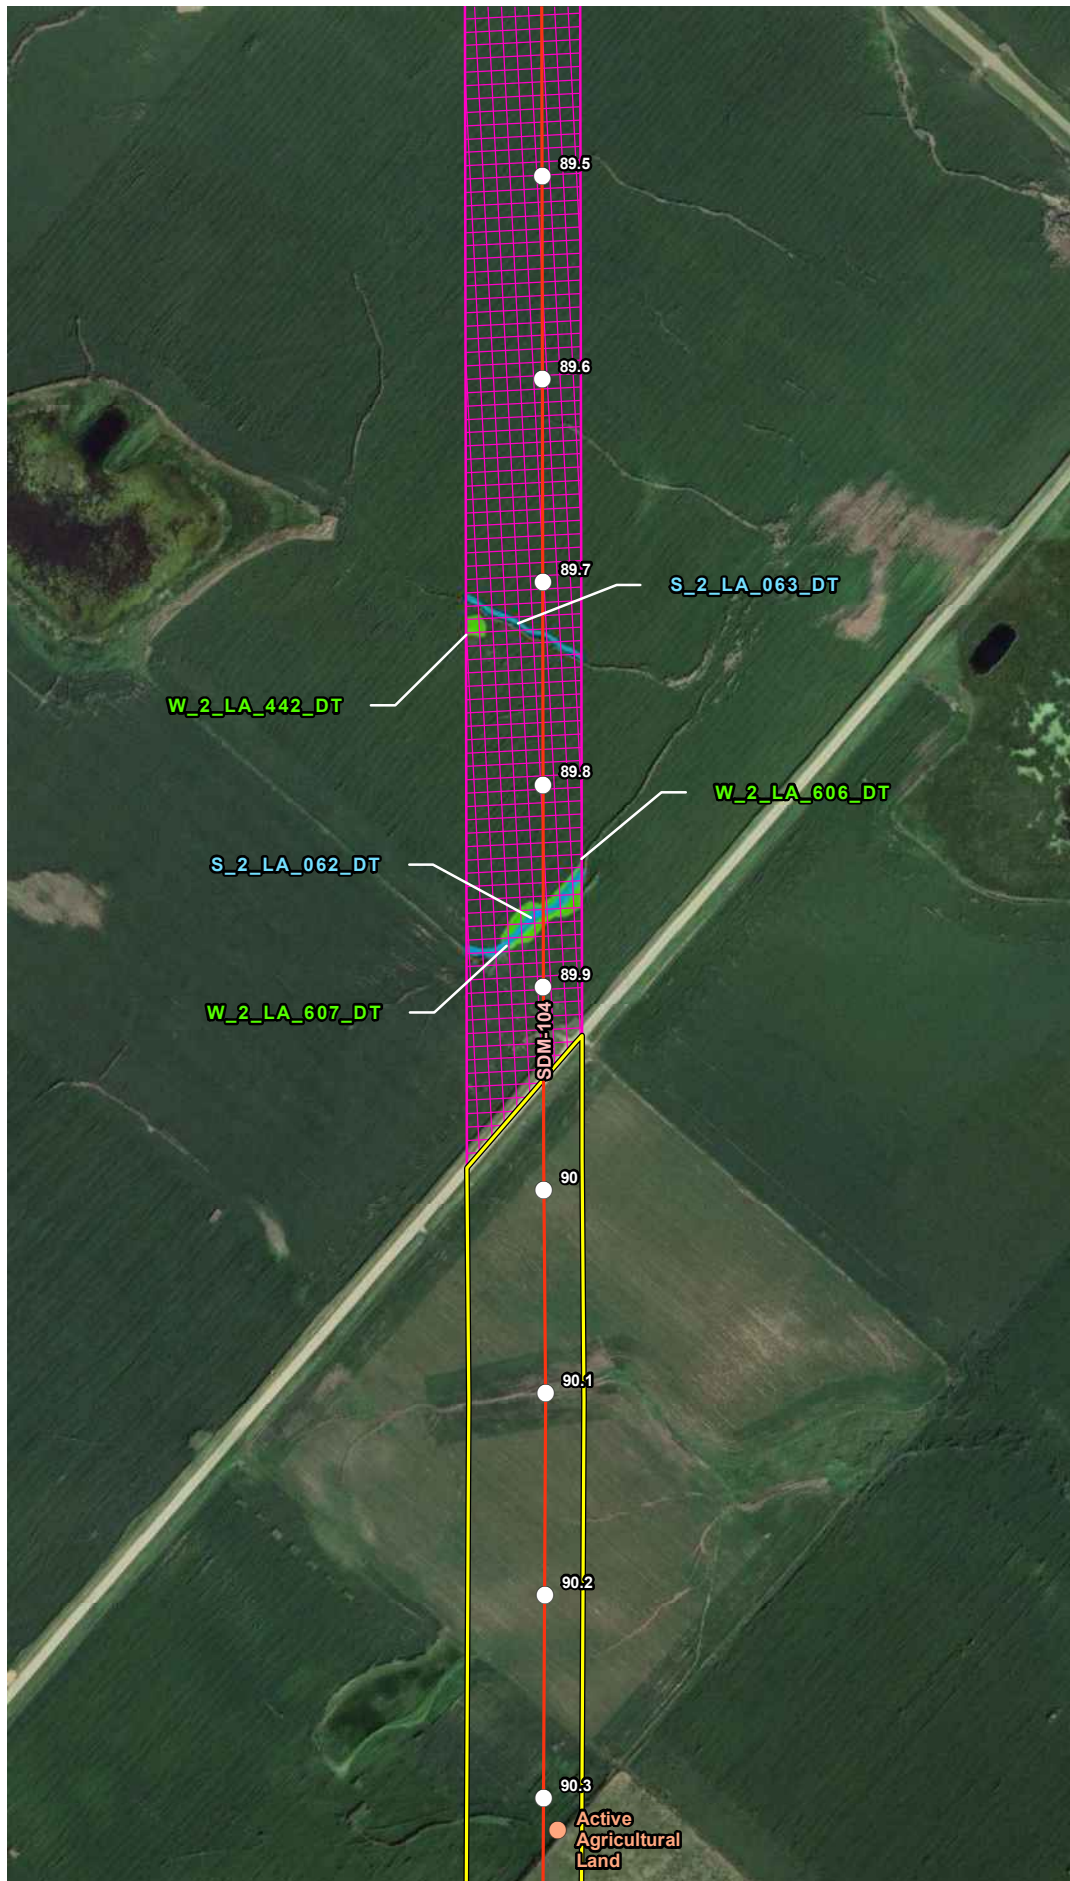 89.5
89.6
89.7
S_2_LA_063_DT
W_2_LA_442_DT
89.8
W_2_LA_606_DT
S_2_LA_062_DT
89.9
W_2_LA_607_DT
SDM-104
90
90.1
90.2
90.3
Active
Agricultural
Land